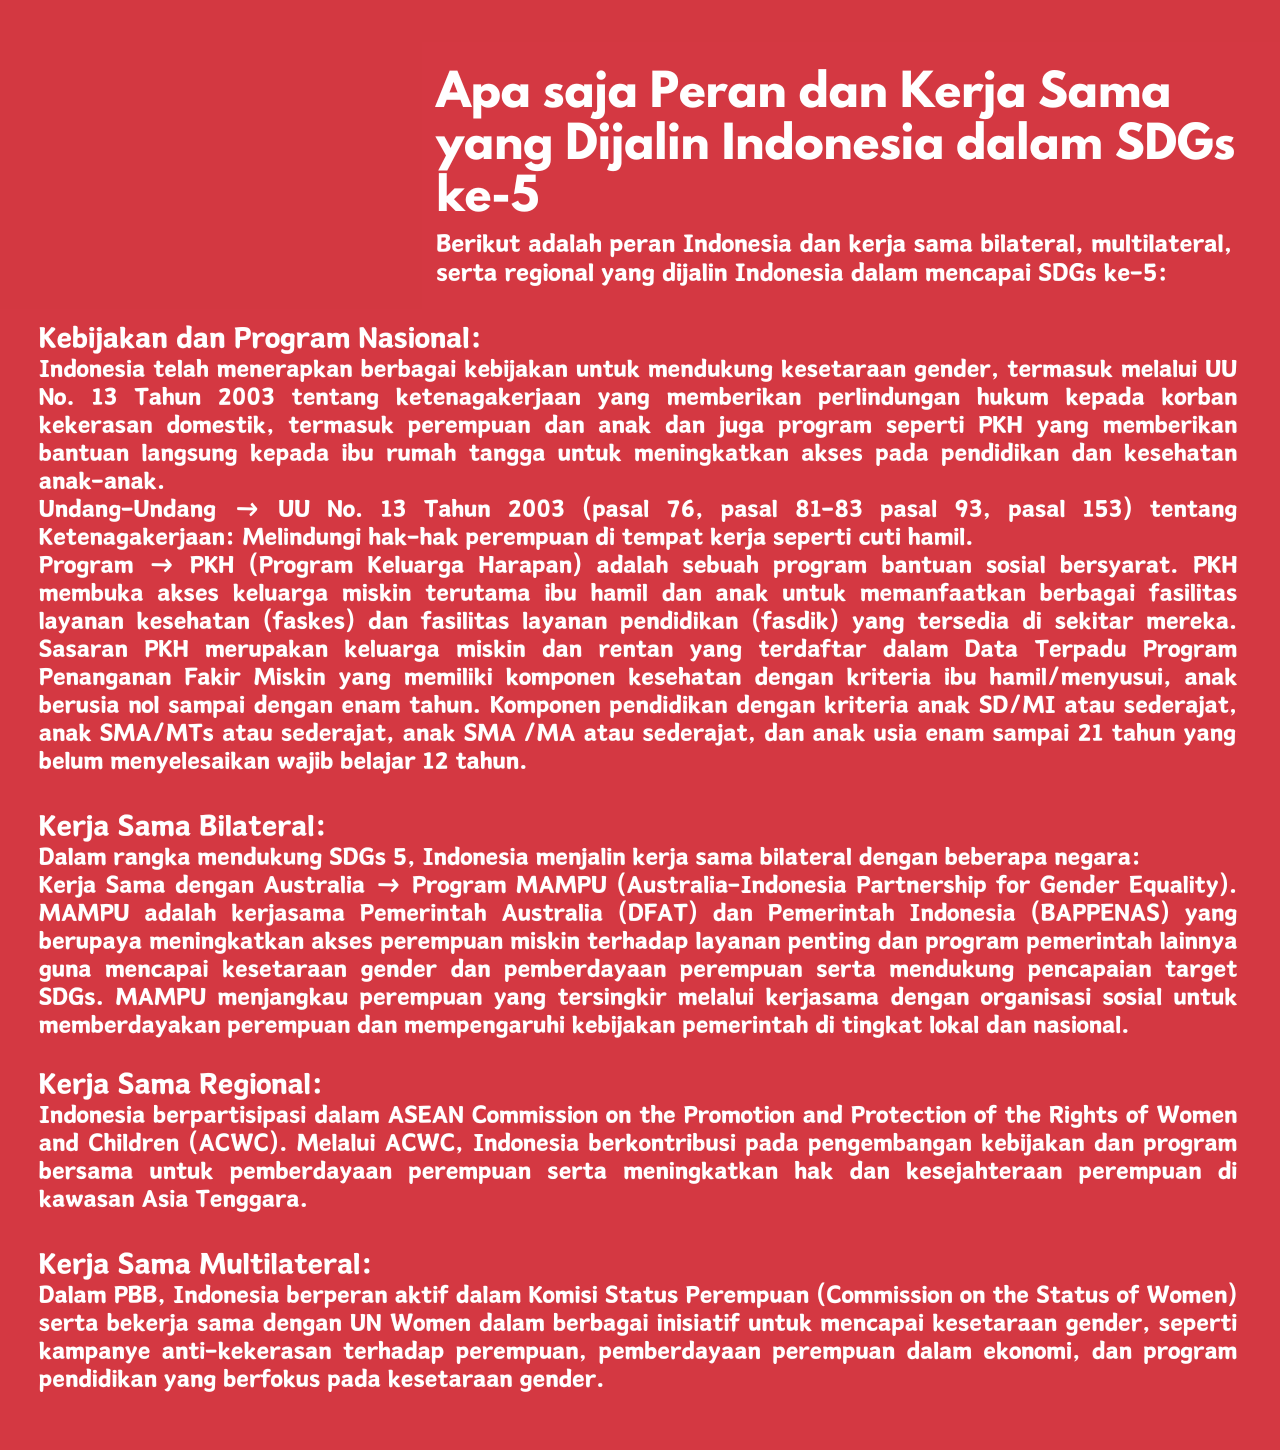 Apa saja Peran dan Kerja Sama
yang Dijalin Indonesia dalam SDGs
ke-5
Berikut adalah peran Indonesia dan kerja sama bilateral, multilateral,
serta regional yang dijalin Indonesia dalam mencapai SDGs ke-5:
Kebijakan dan Program Nasional:
Indonesia telah menerapkan berbagai kebijakan untuk mendukung kesetaraan gender, termasuk melalui UU
No. 13 Tahun 2003 tentang ketenagakerjaan yang memberikan perlindungan hukum kepada korban
kekerasan domestik, termasuk perempuan dan anak dan juga program seperti PKH yang memberikan
bantuan langsung kepada ibu rumah tangga untuk meningkatkan akses pada pendidikan dan kesehatan
anak-anak.
Undang-Undang → UU No. 13 Tahun 2003 (pasal 76, pasal 81-83 pasal 93, pasal 153) tentang
Ketenagakerjaan: Melindungi hak-hak perempuan di tempat kerja seperti cuti hamil.
Program → PKH (Program Keluarga Harapan) adalah sebuah program bantuan sosial bersyarat. PKH
membuka akses keluarga miskin terutama ibu hamil dan anak untuk memanfaatkan berbagai fasilitas
layanan kesehatan (faskes) dan fasilitas layanan pendidikan (fasdik) yang tersedia di sekitar mereka.
Sasaran PKH merupakan keluarga miskin dan rentan yang terdaftar dalam Data Terpadu Program
Penanganan Fakir Miskin yang memiliki komponen kesehatan dengan kriteria ibu hamil/menyusui, anak
berusia nol sampai dengan enam tahun. Komponen pendidikan dengan kriteria anak SD/MI atau sederajat,
anak SMA/MTs atau sederajat, anak SMA /MA atau sederajat, dan anak usia enam sampai 21 tahun yang
belum menyelesaikan wajib belajar 12 tahun.
Kerja Sama Bilateral:
Dalam rangka mendukung SDGs 5, Indonesia menjalin kerja sama bilateral dengan beberapa negara:
Kerja Sama dengan Australia → Program MAMPU (Australia-Indonesia Partnership for Gender Equality).
MAMPU adalah kerjasama Pemerintah Australia (DFAT) dan Pemerintah Indonesia (BAPPENAS) yang
berupaya meningkatkan akses perempuan miskin terhadap layanan penting dan program pemerintah lainnya
guna mencapai kesetaraan gender dan pemberdayaan perempuan serta mendukung pencapaian target
SDGs. MAMPU menjangkau perempuan yang tersingkir melalui kerjasama dengan organisasi sosial untuk
memberdayakan perempuan dan mempengaruhi kebijakan pemerintah di tingkat lokal dan nasional.
Kerja Sama Regional:
Indonesia berpartisipasi dalam ASEAN Commission on the Promotion and Protection of the Rights of Women
and Children (ACWC). Melalui ACWC, Indonesia berkontribusi pada pengembangan kebijakan dan program
bersama untuk pemberdayaan perempuan serta meningkatkan hak dan kesejahteraan perempuan di
kawasan Asia Tenggara.
Kerja Sama Multilateral:
Dalam PBB, Indonesia berperan aktif dalam Komisi Status Perempuan (Commission on the Status of Women)
serta bekerja sama dengan UN Women dalam berbagai inisiatif untuk mencapai kesetaraan gender, seperti
kampanye anti-kekerasan terhadap perempuan, pemberdayaan perempuan dalam ekonomi, dan program
pendidikan yang berfokus pada kesetaraan gender.